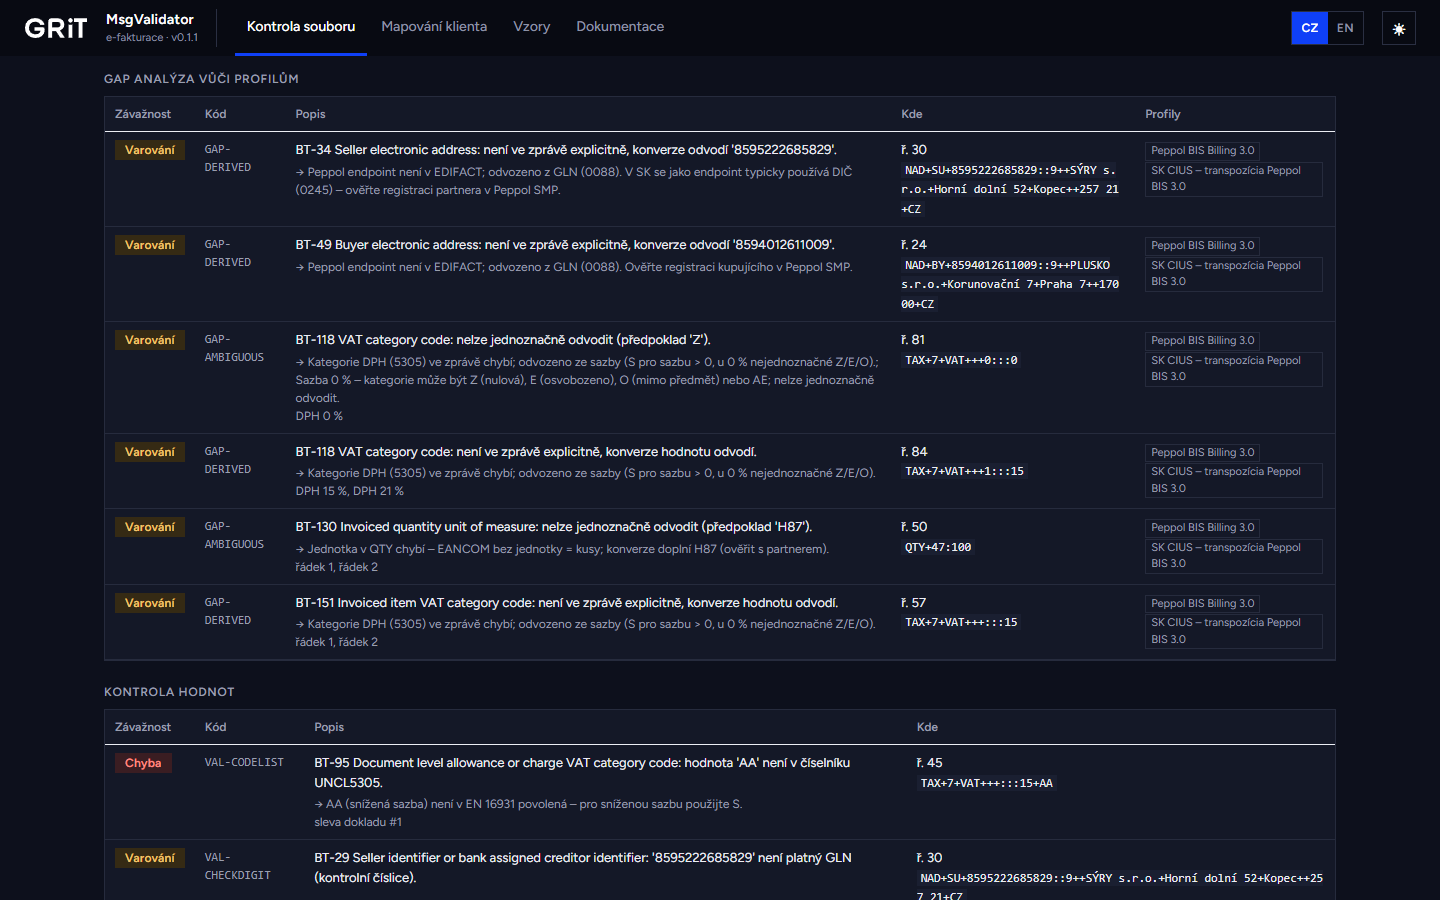 GRiT
MsgValidator
e-fakturace · v0.1.1
Kontrola souboru
Mapování klienta
Vzory
Dokumentace
CZ
EN
GAP ANALÝZA VŮČI PROFILŮM
Závažnost
Kód
Popis
Kde
Profily
Varování
GAP-
DERIVED
BT-34 Seller electronic address: není ve zprávě explicitně, konverze odvodí '8595222685829'.
→ Peppol endpoint není v EDIFACT; odvozeno z GLN (0088). V SK se jako endpoint typicky používá DIČ
(0245) – ověřte registraci partnera v Peppol SMP.
ř. 30
NAD+SU+8595222685829::9++SÝRY s.
r.o.+Horní dolní 52+Kopec++257 21
+CZ
Peppol BIS Billing 3.0
SK CIUS – transpozícia Peppol
BIS 3.0
Varování
GAP-
DERIVED
BT-49 Buyer electronic address: není ve zprávě explicitně, konverze odvodí '8594012611009'.
→ Peppol endpoint není v EDIFACT; odvozeno z GLN (0088). Ověřte registraci kupujícího v Peppol SMP.
ř. 24
NAD+BY+8594012611009::9++PLUSKO
s.r.o.+Korunovační 7+Praha 7++170
00+CZ
Peppol BIS Billing 3.0
SK CIUS – transpozícia Peppol
BIS 3.0
Varování
GAP-
AMBIGUOUS
BT-118 VAT category code: nelze jednoznačně odvodit (předpoklad 'Z').
→ Kategorie DPH (5305) ve zprávě chybí; odvozeno ze sazby (S pro sazbu > 0, u 0 % nejednoznačné Z/E/O).;
Sazba 0 % – kategorie může být Z (nulová), E (osvobozeno), O (mimo předmět) nebo AE; nelze jednoznačně
odvodit.
DPH 0 %
ř. 81
TAX+7+VAT+++0:::0
Peppol BIS Billing 3.0
SK CIUS – transpozícia Peppol
BIS 3.0
Varování
GAP-
DERIVED
BT-118 VAT category code: není ve zprávě explicitně, konverze hodnotu odvodí.
→ Kategorie DPH (5305) ve zprávě chybí; odvozeno ze sazby (S pro sazbu > 0, u 0 % nejednoznačné Z/E/O).
DPH 15 %, DPH 21 %
ř. 84
TAX+7+VAT+++1:::15
Peppol BIS Billing 3.0
SK CIUS – transpozícia Peppol
BIS 3.0
Varování
GAP-
AMBIGUOUS
BT-130 Invoiced quantity unit of measure: nelze jednoznačně odvodit (předpoklad 'H87').
→ Jednotka v QTY chybí – EANCOM bez jednotky = kusy; konverze doplní H87 (ověřit s partnerem).
řádek 1, řádek 2
ř. 50
QTY+47:100
Peppol BIS Billing 3.0
SK CIUS – transpozícia Peppol
BIS 3.0
Varování
GAP-
DERIVED
BT-151 Invoiced item VAT category code: není ve zprávě explicitně, konverze hodnotu odvodí.
→ Kategorie DPH (5305) ve zprávě chybí; odvozeno ze sazby (S pro sazbu > 0, u 0 % nejednoznačné Z/E/O).
řádek 1, řádek 2
ř. 57
TAX+7+VAT+++:::15
Peppol BIS Billing 3.0
SK CIUS – transpozícia Peppol
BIS 3.0
KONTROLA HODNOT
Závažnost
Kód
Popis
Kde
Chyba
VAL-CODELIST
BT-95 Document level allowance or charge VAT category code: hodnota 'AA' není v číselníku
UNCL5305.
→ AA (snížená sazba) není v EN 16931 povolená – pro sníženou sazbu použijte S.
sleva dokladu #1
ř. 45
TAX+7+VAT+++:::15+AA
Varování
VAL-
CHECKDIGIT
BT-29 Seller identifier or bank assigned creditor identifier: '8595222685829' není platný GLN
(kontrolní číslice).
ř. 30
NAD+SU+8595222685829::9++SÝRY s.r.o.+Horní dolní 52+Kopec++25
7 21+CZ